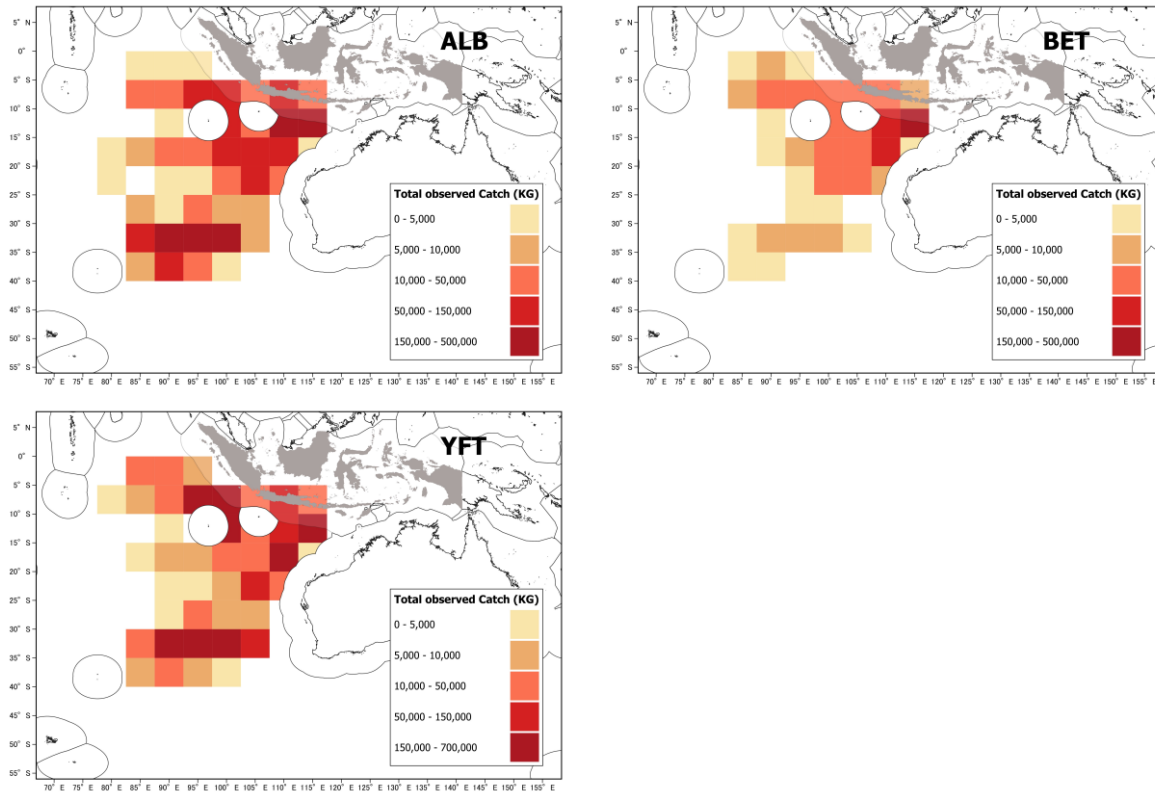 ALB
5° N
0°
5° S
10° S
15° S
20° S
25° S
30° S
35° S
40° S
45° S
50° S
55° S
Total observed Catch (KG)
0 - 5,000
5,000 - 10,000
10,000 - 50,000
50,000 - 150,000
150,000 - 500,000
70° E 75° E 80° E 85° E 90° E 95° E 100° E 105° E 110° E 115° E 120° E 125° E 130° E 135° E 140° E 145° E 150° E 155° E
BET
5° N
0°
5° S
10° S
15° S
20° S
25° S
30° S
35° S
40° S
45° S
50° S
55° S
Total observed Catch (KG)
0 - 5,000
5,000 - 10,000
10,000 - 50,000
50,000 - 150,000
150,000 - 500,000
70° E 75° E 80° E 85° E 90° E 95° E 100° E 105° E 110° E 115° E 120° E 125° E 130° E 135° E 140° E 145° E 150° E 155° E
YFT
5° N
0°
5° S
10° S
15° S
20° S
25° S
30° S
35° S
40° S
45° S
50° S
55° S
Total observed Catch (KG)
0 - 5,000
5,000 - 10,000
10,000 - 50,000
50,000 - 150,000
150,000 - 700,000
70° E 75° E 80° E 85° E 90° E 95° E 100° E 105° E 110° E 115° E 120° E 125° E 130° E 135° E 140° E 145° E 150° E 155° E